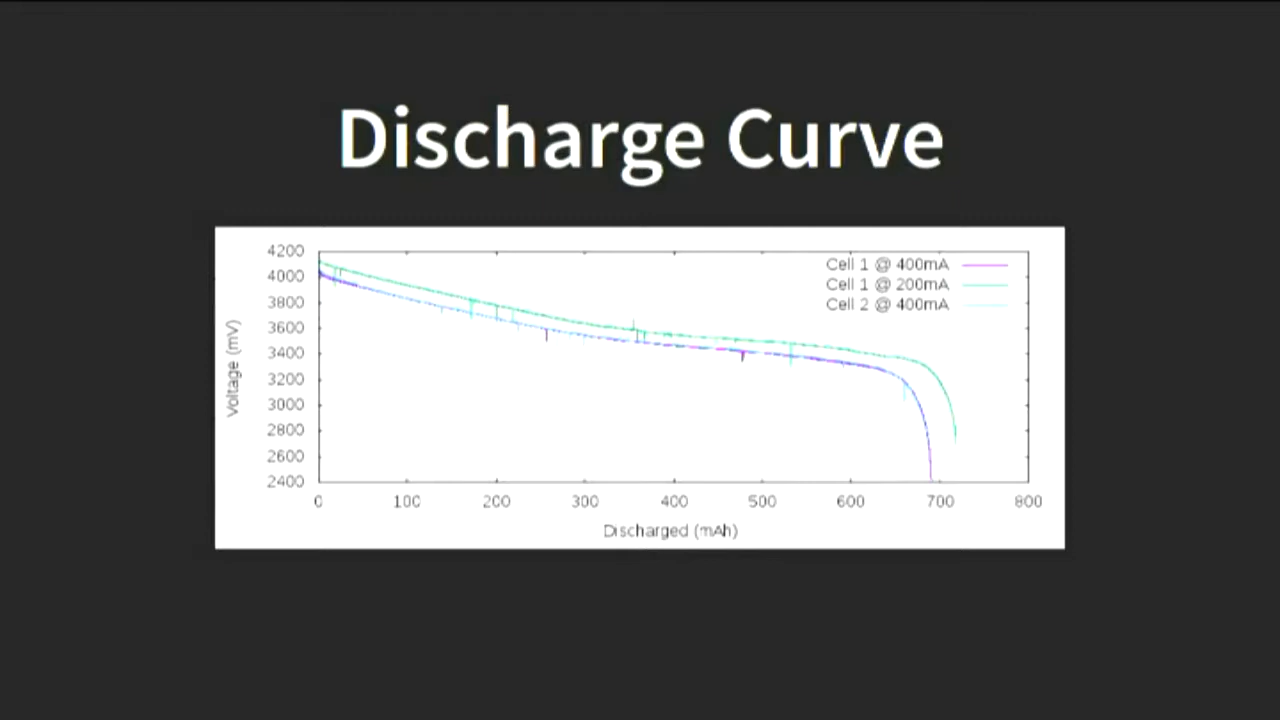 Discharge Curve
4200
4000
3800
3600
3400
3200
3000
2800
2600
2400
Voltage (mV)
Cell 1 @ 400mA
Cell 1 @ 200mA
Cell 2 @ 400mA
0 100 200 300 400 500 600 700 800
Discharged (mAh)